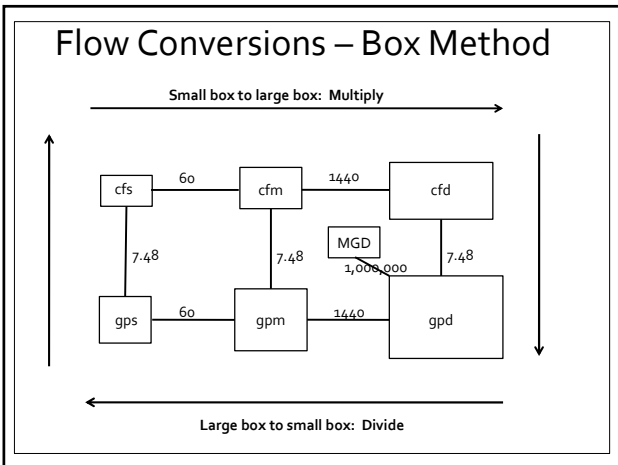 Flow Conversions – Box Method
Small box to large box:  Multiply
cfs
60
cfm
1440
cfd
7.48
7.48
MGD
7.48
1,000,000
gps
60
gpm
1440
gpd
Large box to small box:  Divide